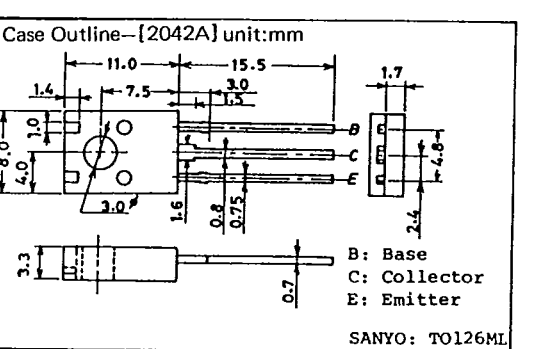 Case Outline—[2042A] unit:mm
11.0
15.5
1.4
7.5
3.0
1.5
1.7
8.0
1.0
4.0
B
C
E
4.8
2.4
3.0 ø
1.6
0.8
0.75
3.3
0.7
B: Base
C: Collector
E: Emitter
SANYO: TO126ML